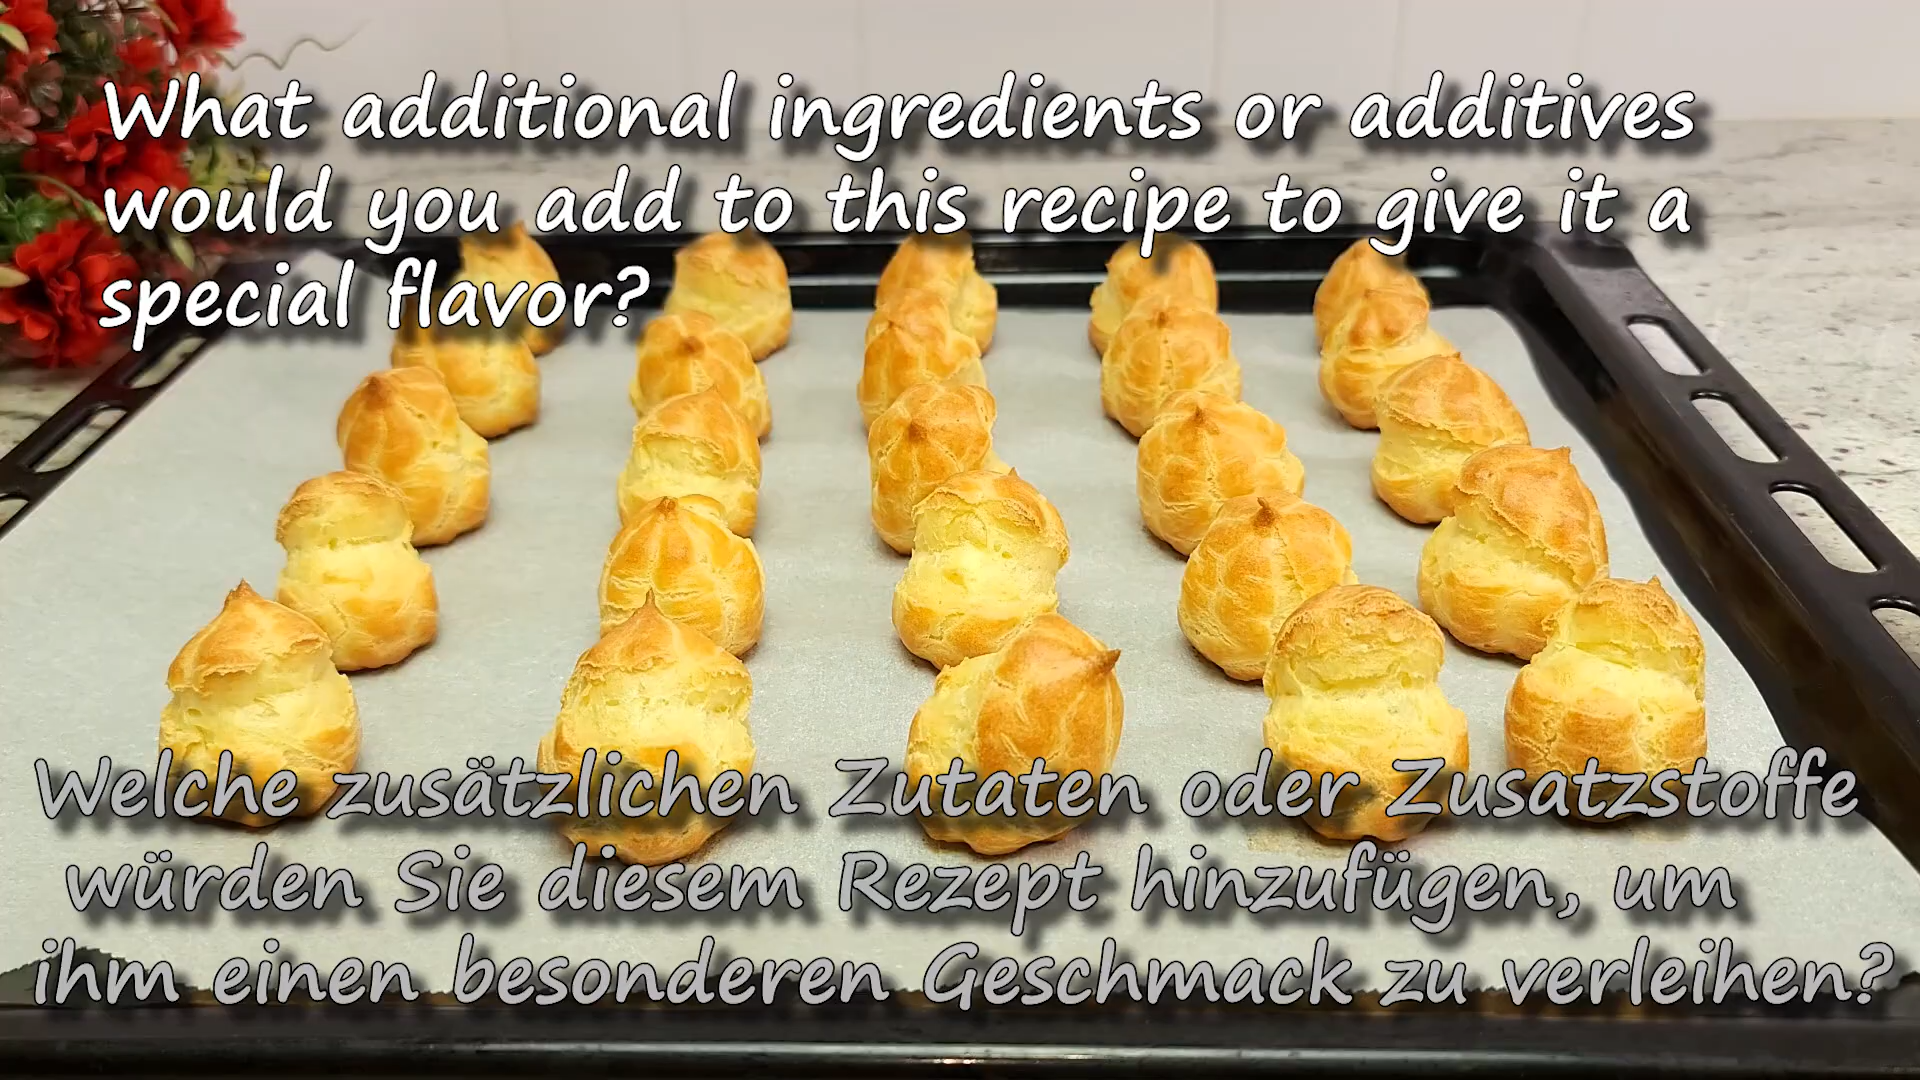 What additional ingredients or additives
would you add to this recipe to give it a
special flavor?
Welche zusätzlichen Zutaten oder Zusatzstoffe
würden Sie diesem Rezept hinzufügen, um
ihm einen besonderen Geschmack zu verleihen?